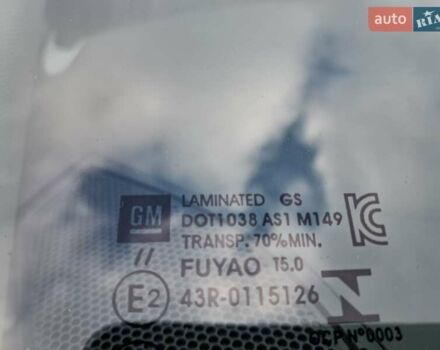 auto RIA
LAMINATED GS
GM DOT1038 AS1 M149 KC
TRANSP. 70%MIN.
// FUYAO T5.0
E2 43R-0115126
OCP N°0003